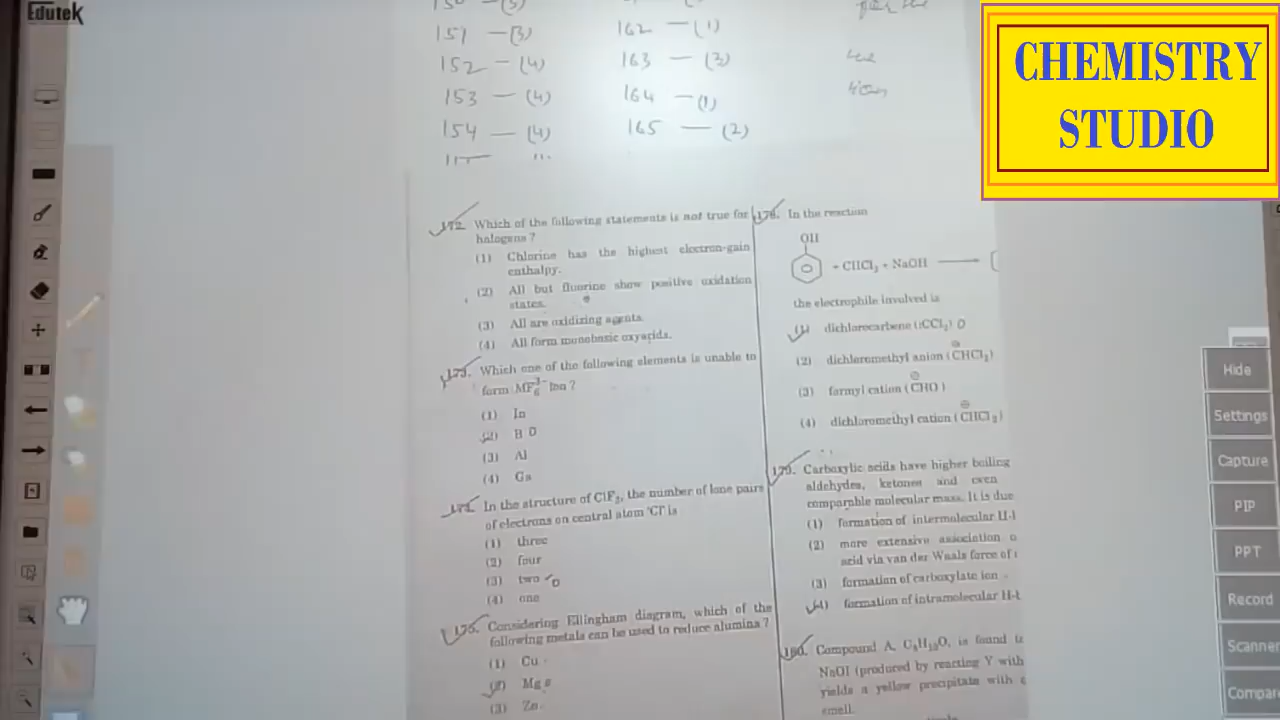 Edutek
CHEMISTRY
STUDIO
151 — (3)
152 — (4)
153 — (4)
154 — (4)
162 — (1)
163 — (3)
164 — (1)
165 — (2)
172. Which of the following statements is not true for
halogens ?
(1) Chlorine has the highest electron-gain
enthalpy.
(2) All but fluorine show positive oxidation
states.
(3) All are oxidizing agents.
(4) All form monobasic oxyacids.
173. Which one of the following elements is unable to
form MF₆³⁻ ion ?
(1) In
(2) B
(3) Al
(4) Ga
174. In the structure of ClF₃, the number of lone pairs
of electrons on central atom 'Cl' is
(1) three
(2) four
(3) two
(4) one
175. Considering Ellingham diagram, which of the
following metals can be used to reduce alumina ?
(1) Cu
(2) Mg
(3) Zn
178. In the reaction
OH
+ CHCl₃ + NaOH
the electrophile involved is
(1) dichlorocarbene (:CCl₂)
(2) dichloromethyl anion (CHCl₂)
(3) formyl cation (CHO)
(4) dichloromethyl cation (CHCl₂)
179. Carboxylic acids have higher boiling
aldehydes, ketones and even
comparable molecular mass. It is due
(1) formation of intermolecular H-
(2) more extensive association o
acid via van der Waals force of
(3) formation of carboxylate ion
(4) formation of intramolecular H-
180. Compound A, C₈H₁₀O, is found
NaOI (produced by reacting Y with
yields a yellow precipitate with
smell.
Hide
Settings
Capture
PIP
PPT
Record
Scanner
Compare